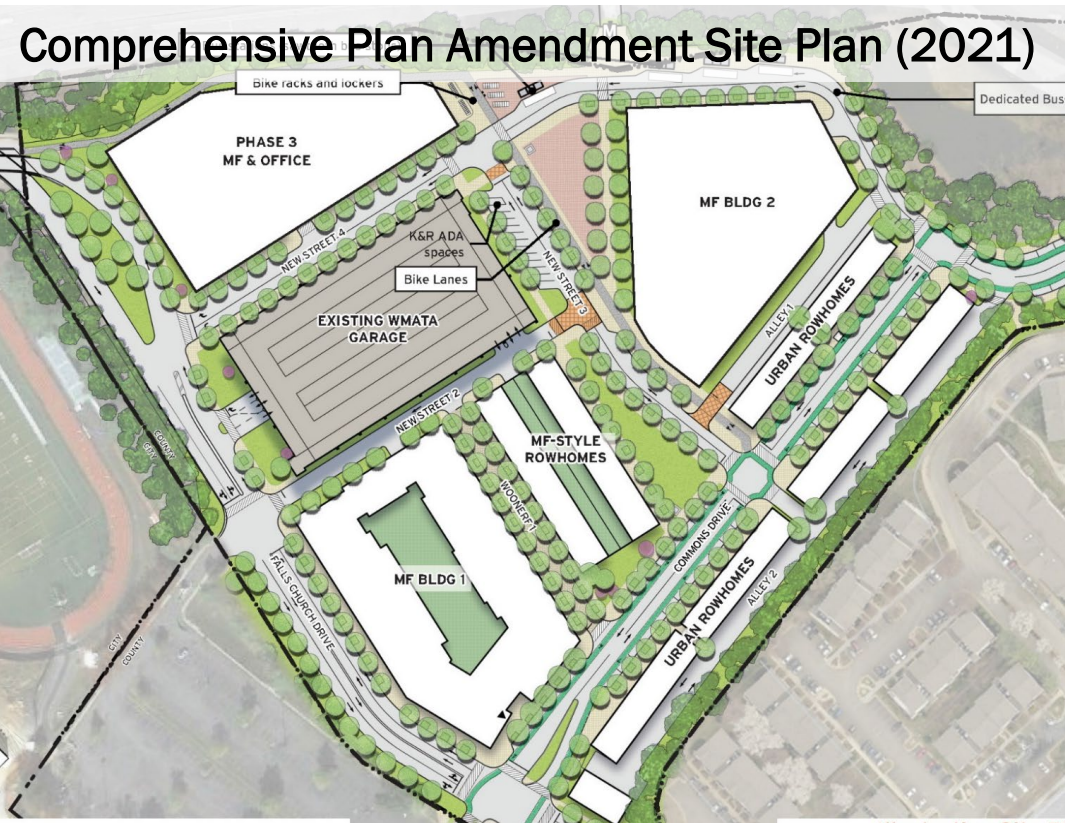 Comprehensive Plan Amendment Site Plan (2021)
M
Bike racks and lockers
Dedicated Bus
PHASE 3
MF & OFFICE
MF BLDG 2
K&R ADA
spaces
Bike Lanes
NEW STREET 4
NEW STREET 3
EXISTING WMATA
GARAGE
ALLEY 1
URBAN ROWHOMES
NEW STREET 2
MF-STYLE
ROWHOMES
WOONERF 1
COUNTY
CITY
COMMONS DRIVE
MF BLDG 1
FALLS CHURCH DRIVE
URBAN ROWHOMES
ALLEY 2
CITY
COUNTY